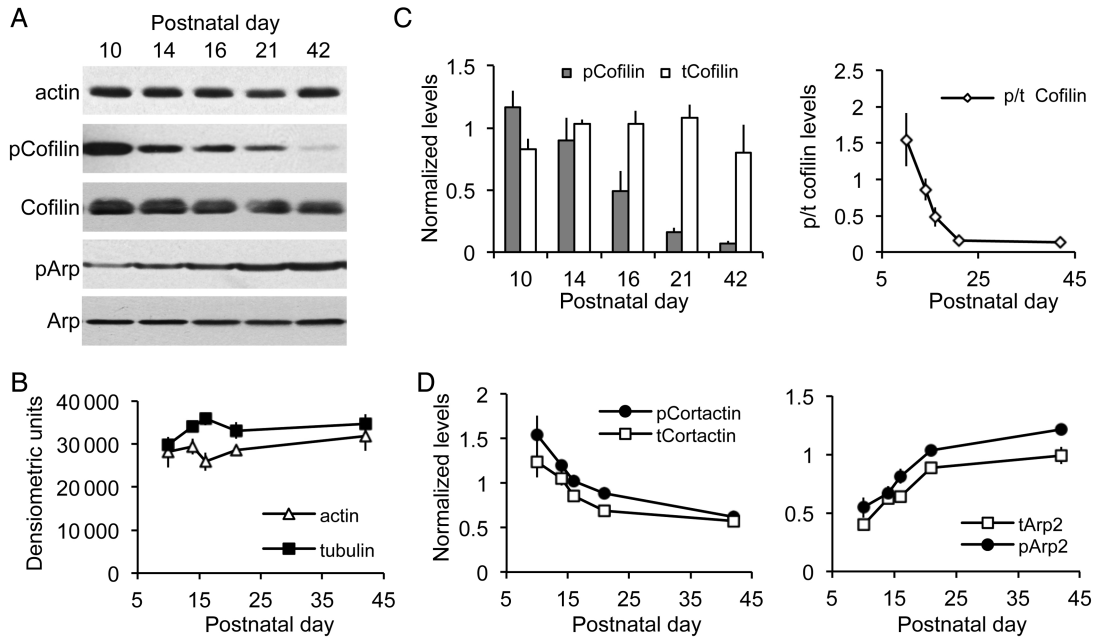 A
Postnatal day
10 14 16 21 42
actin
pCofilin
Cofilin
pArp
Arp
B
Densiometric units
40 000
30 000
20 000
10 000
0
actin
tubulin
5 15 25 35 45
Postnatal day
C
Normalized levels
1.5
1
0.5
0
pCofilin tCofilin
10 14 16 21 42
Postnatal day
p/t cofilin levels
2.5
2
1.5
1
0.5
0
p/t Cofilin
5 25 45
Postnatal day
D
Normalized levels
2
1.5
1
0.5
0
pCortactin
tCortactin
5 15 25 35 45
Postnatal day
1.5
1
0.5
0
tArp2
pArp2
5 15 25 35 45
Postnatal day